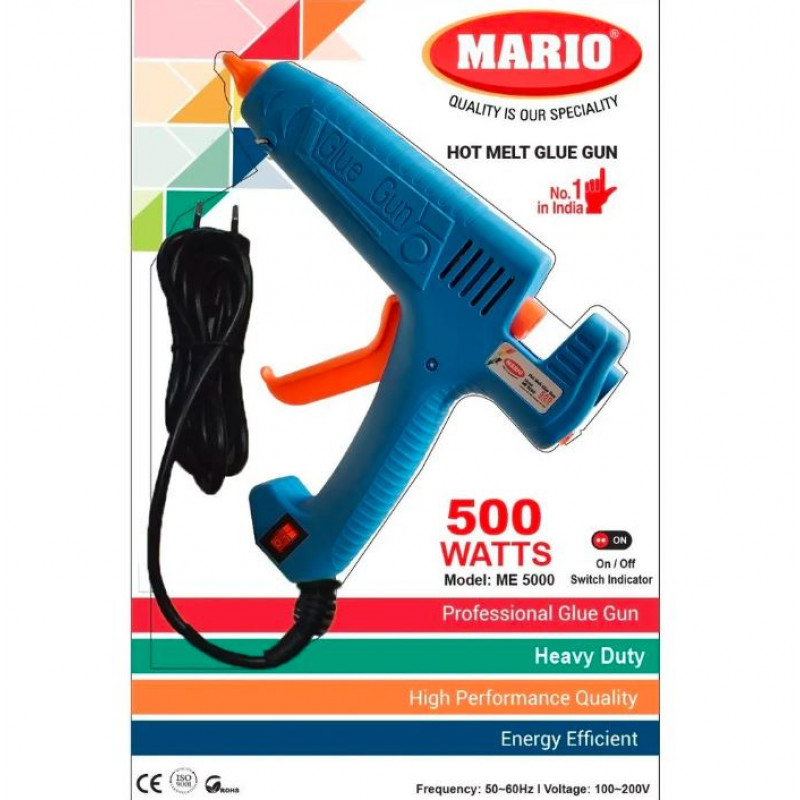 MARIO®
QUALITY IS OUR SPECIALITY
HOT MELT GLUE GUN
No. 1
in India
Glue Gun
MARIO
500
WATTS
Model: ME 5000
ON
On / Off
Switch Indicator
Professional Glue Gun
Heavy Duty
High Performance Quality
Energy Efficient
CE
ISO
9001
RoHS
Frequency: 50~60Hz I Voltage: 100~200V